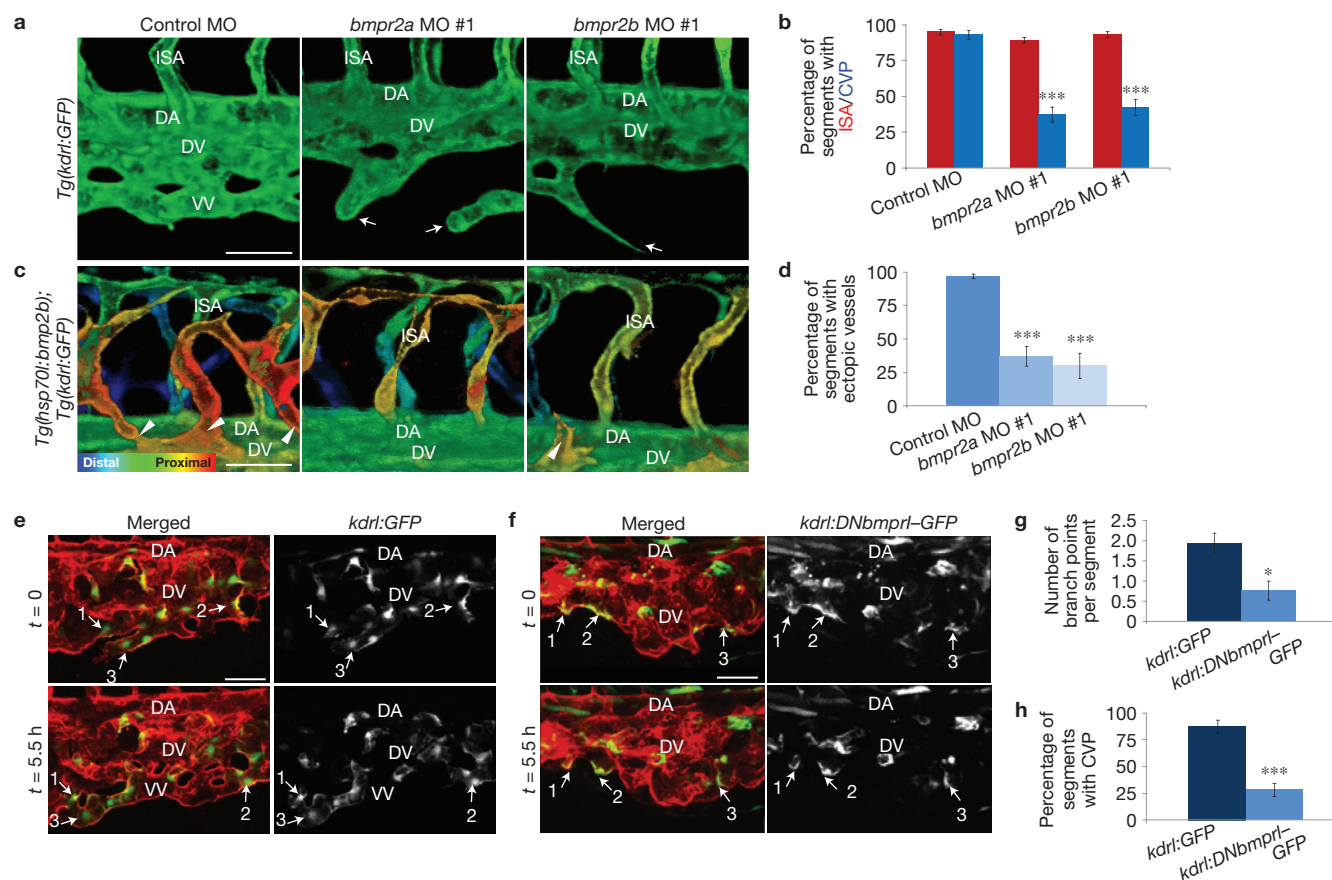 a
Control MO
bmpr2a MO #1
bmpr2b MO #1
Tg(kdrl:GFP)
ISA
DA
DV
VV
DA
DV
ISA
DA
DV
b
Percentage of
segments with
ISA/CVP
100
75
50
25
0
***
***
Control MO
bmpr2a MO #1
bmpr2b MO #1
c
Tg(hsp70l::bmp2b);
Tg(kdrl:GFP)
ISA
DA
DV
Distal
Proximal
ISA
DA
DV
ISA
DA
DV
d
Percentage of
segments with
ectopic vessels
100
75
50
25
0
***
***
Control MO
bmpr2a MO #1
bmpr2b MO #1
e
Merged
kdrl:GFP
t = 0
DA
DV
1
2
3
DA
DV
1
2
3
t = 5.5 h
DA
DV
VV
1
2
3
DA
DV
VV
1
2
3
f
Merged
kdrl:DNbmprI–GFP
t = 0
DA
DV
1
2
3
DA
DV
1
2
3
t = 5.5 h
DA
DV
1
2
3
DA
DV
1
2
3
g
Number of
branch points
per segment
2.5
2.0
1.5
1.0
0.5
0
*
kdrl:GFP
kdrl:DNbmprI–
GFP
h
Percentage of
segments
with CVP
100
75
50
25
0
***
kdrl:GFP
kdrl:DNbmprI–
GFP